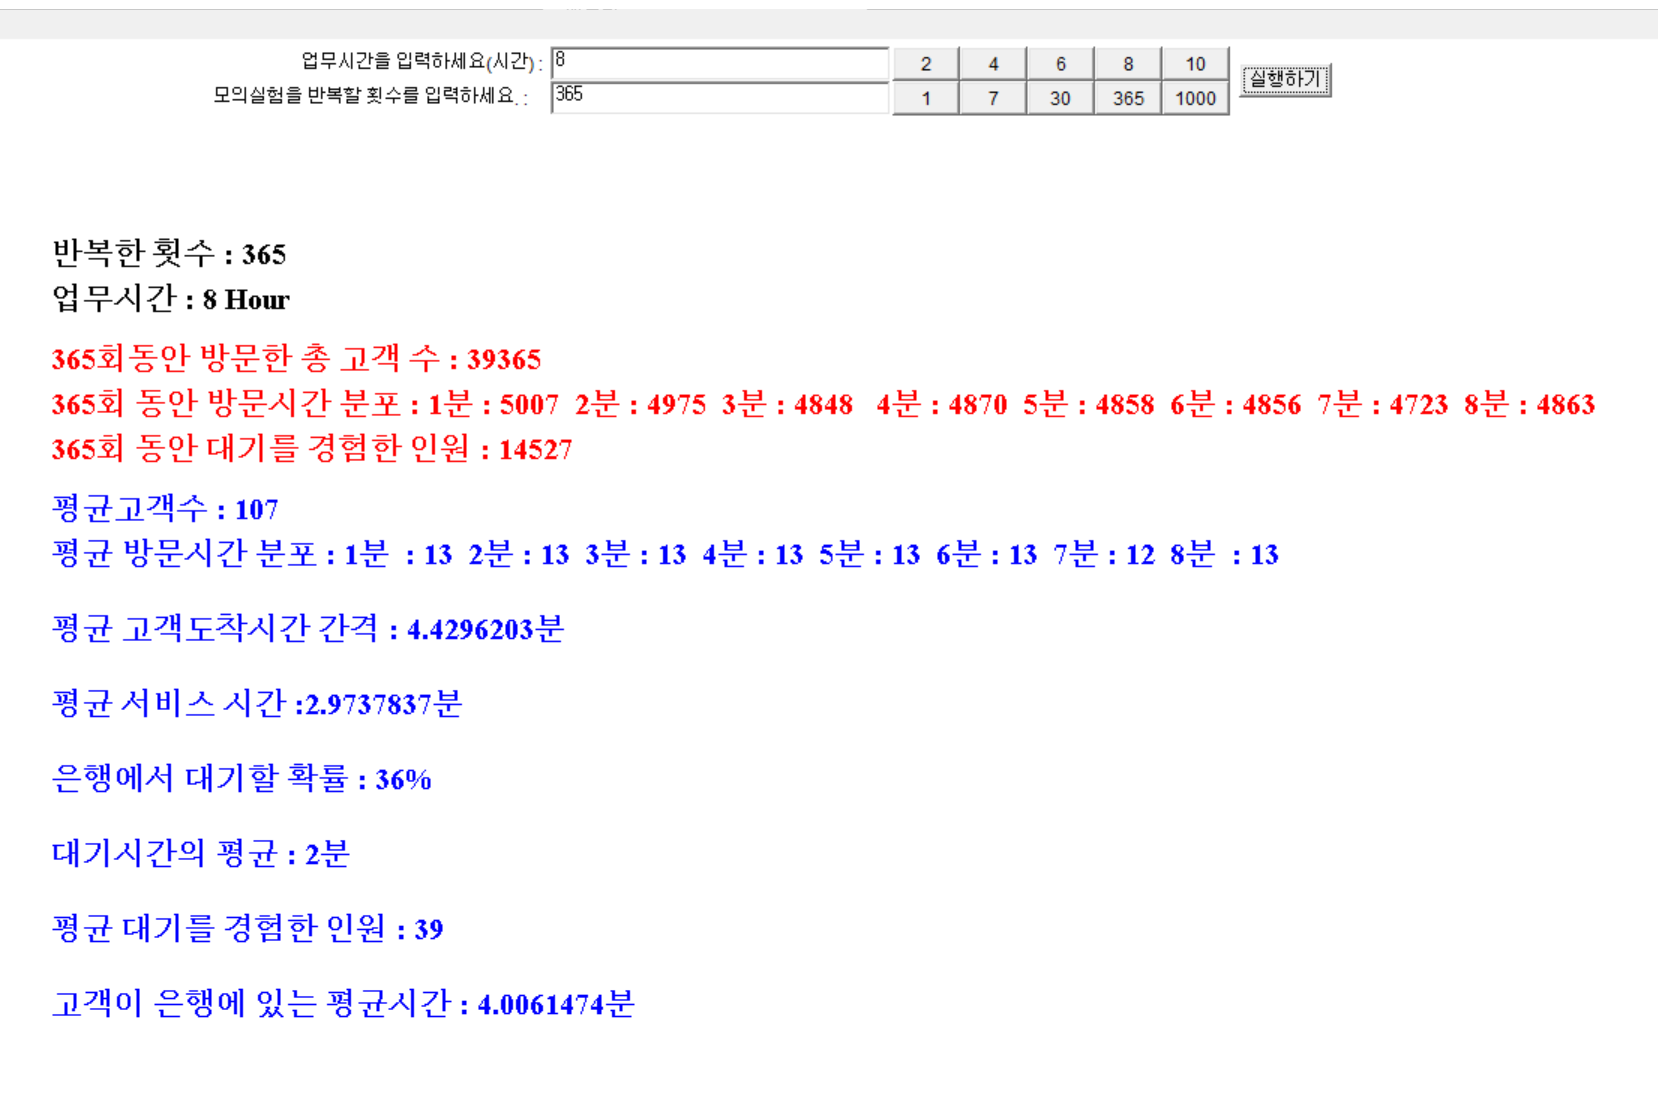 업무시간을 입력하세요(시간) : 8 2 4 6 8 10
실행하기
모의실험을 반복할 횟수를 입력하세요. : 365 1 7 30 365 1000
반복한 횟수 : 365
업무시간 : 8 Hour
365회동안 방문한 총 고객 수 : 39365
365회 동안 방문시간 분포 : 1분 : 5007 2분 : 4975 3분 : 4848 4분 : 4870 5분 : 4858 6분 : 4856 7분 : 4723 8분 : 4863
365회 동안 대기를 경험한 인원 : 14527
평균고객수 : 107
평균 방문시간 분포 : 1분 : 13 2분 : 13 3분 : 13 4분 : 13 5분 : 13 6분 : 13 7분 : 12 8분 : 13
평균 고객도착시간 간격 : 4.4296203분
평균 서비스 시간 :2.9737837분
은행에서 대기할 확률 : 36%
대기시간의 평균 : 2분
평균 대기를 경험한 인원 : 39
고객이 은행에 있는 평균시간 : 4.0061474분